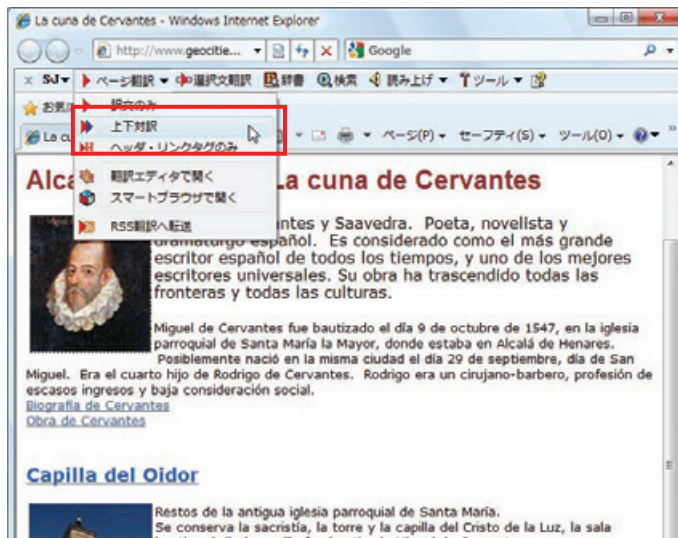 La cuna de Cervantes - Windows Internet Explorer
http://www.geocitie...
Google
SJ ページ翻訳 選択文翻訳 辞書 検索 読み上げ ツール
お気に
訳文のみ
上下対訳
ヘッダ・リンクタグのみ
翻訳エディタで開く
スマートブラウザで開く
RSS翻訳へ転送
La cu
ページ(P) セーフティ(S) ツール(O)
Alca La cuna de Cervantes
antes y Saavedra. Poeta, novelista y
dramaturgo español. Es considerado como el más grande
escritor español de todos los tiempos, y uno de los mejores
escritores universales. Su obra ha trascendido todas las
fronteras y todas las culturas.
Miguel de Cervantes fue bautizado el día 9 de octubre de 1547, en la iglesia
parroquial de Santa María la Mayor, donde estaba en Alcalá de Henares.
Posiblemente nació en la misma ciudad el día 29 de septiembre, día de San
Miguel. Era el cuarto hijo de Rodrigo de Cervantes. Rodrigo era un cirujano-barbero, profesión de
escasos ingresos y baja consideración social.
Biografía de Cervantes
Obra de Cervantes
Capilla del Oidor
Restos de la antigua iglesia parroquial de Santa María.
Se conserva la sacristía, la torre y la capilla del Cristo de la Luz, la sala